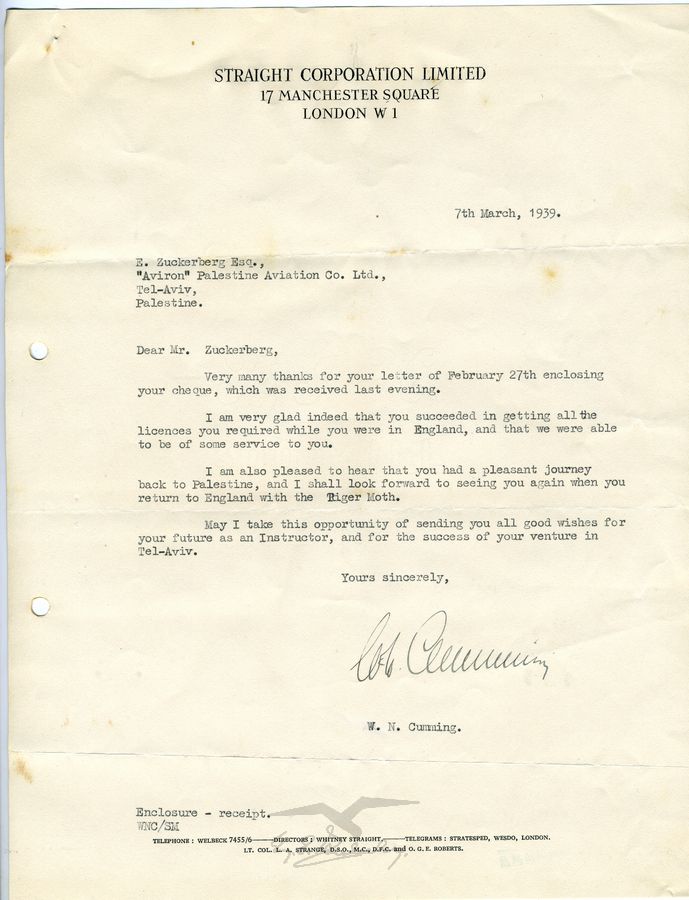 STRAIGHT CORPORATION LIMITED
17 MANCHESTER SQUARE
LONDON W 1
7th March, 1939.
E. Zuckerberg Esq.,
"Aviron" Palestine Aviation Co. Ltd.,
Tel-Aviv,
Palestine.
Dear Mr. Zuckerberg,
Very many thanks for your letter of February 27th enclosing
your cheque, which was received last evening.
I am very glad indeed that you succeeded in getting all the
licences you required while you were in England, and that we were able
to be of some service to you.
I am also pleased to hear that you had a pleasant journey
back to Palestine, and I shall look forward to seeing you again when you
return to England with the Tiger Moth.
May I take this opportunity of sending you all good wishes for
your future as an Instructor, and for the success of your venture in
Tel-Aviv.
Yours sincerely,
Cumming
W. N. Cumming.
Enclosure - receipt.
WNC/SM
TELEPHONE : WELBECK 7455/6——DIRECTORS : WHITNEY STRAIGHT,——TELEGRAMS : STRATESPED, WESDO, LONDON.
LT. COL. L. A. STRANGE, D.S.O., M.C., D.F.C. and O. G. E. ROBERTS.